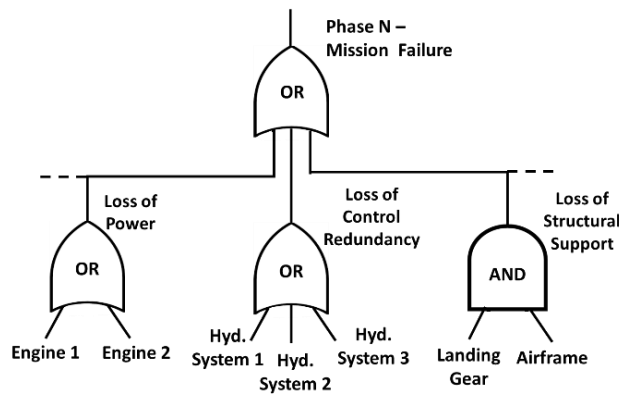 Phase N –
Mission Failure
OR
Loss of
Power
Loss of
Control
Redundancy
Loss of
Structural
Support
OR
OR
AND
Engine 1
Engine 2
Hyd.
System 1
Hyd.
System 2
Hyd.
System 3
Landing
Gear
Airframe